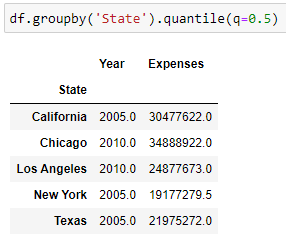 df.groupby('State').quantile(q=0.5)
Year Expenses
State
California 2005.0 30477622.0
Chicago 2010.0 34888922.0
Los Angeles 2010.0 24877673.0
New York 2005.0 19177279.5
Texas 2005.0 21975272.0